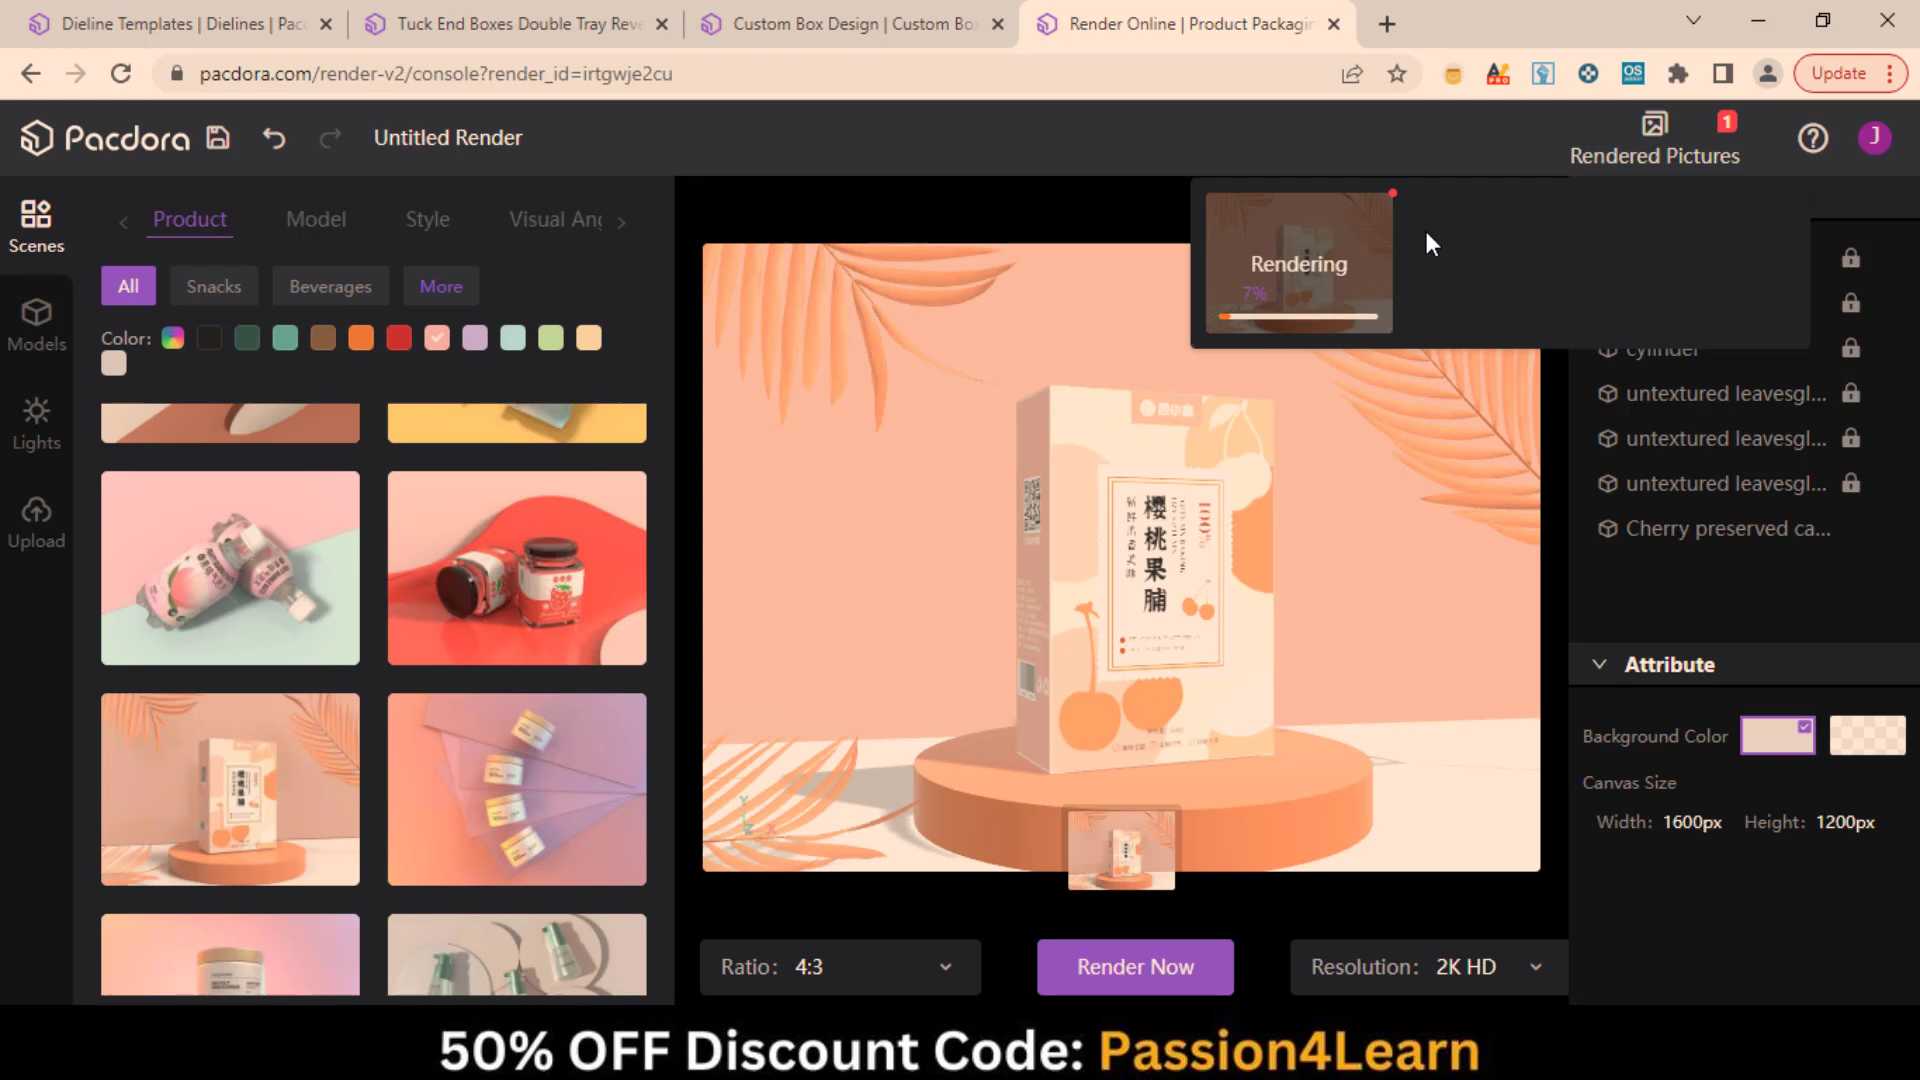 Dieline Templates | Dielines | Pac
Tuck End Boxes Double Tray Reve
Custom Box Design | Custom Bo
Render Online | Product Packagin
pacdora.com/render-v2/console?render_id=irtgwje2cu
Update
Pacdora
Untitled Render
1
Rendered Pictures
J
Scenes
Models
Lights
Upload
Product
Model
Style
Visual Ang
All
Snacks
Beverages
More
Color:
Rendering
7%
cylinder
untextured leavesgl...
untextured leavesgl...
untextured leavesgl...
Cherry preserved ca...
100%
櫻桃果脯
Attribute
Background Color
Canvas Size
Width: 1600px Height: 1200px
Ratio: 4:3
Render Now
Resolution: 2K HD
50% OFF Discount Code: Passion4Learn